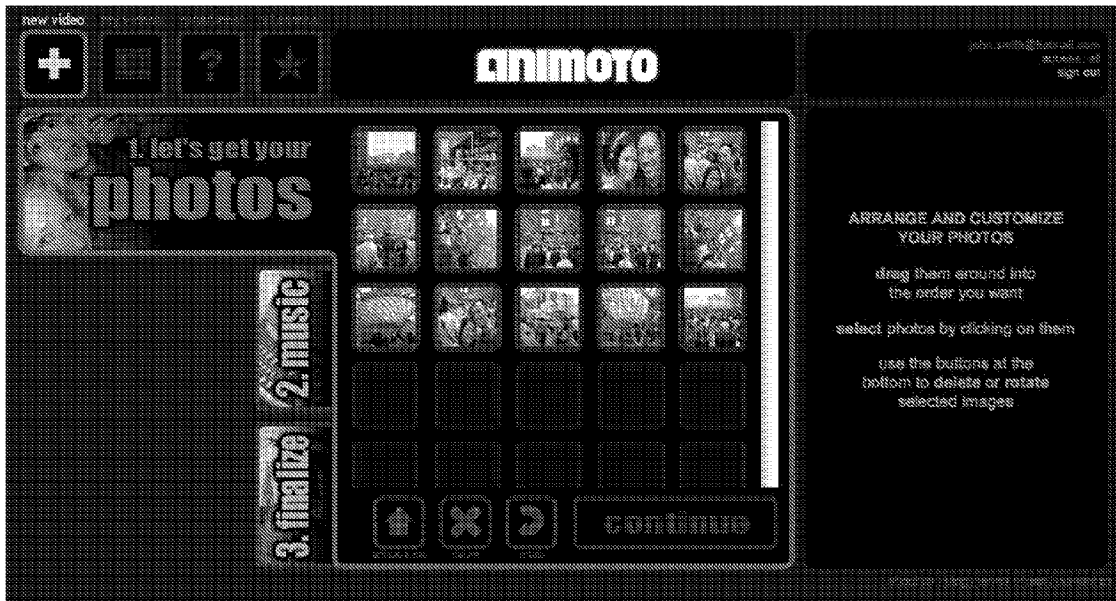 new video
ANIMOTO
sign out
1. let's get your
photos
2. music
3. finalize
ARRANGE AND CUSTOMIZE
YOUR PHOTOS
drag them around into
the order you want
select photos by clicking on them
use the buttons at the
bottom to delete or rotate
selected images
continue